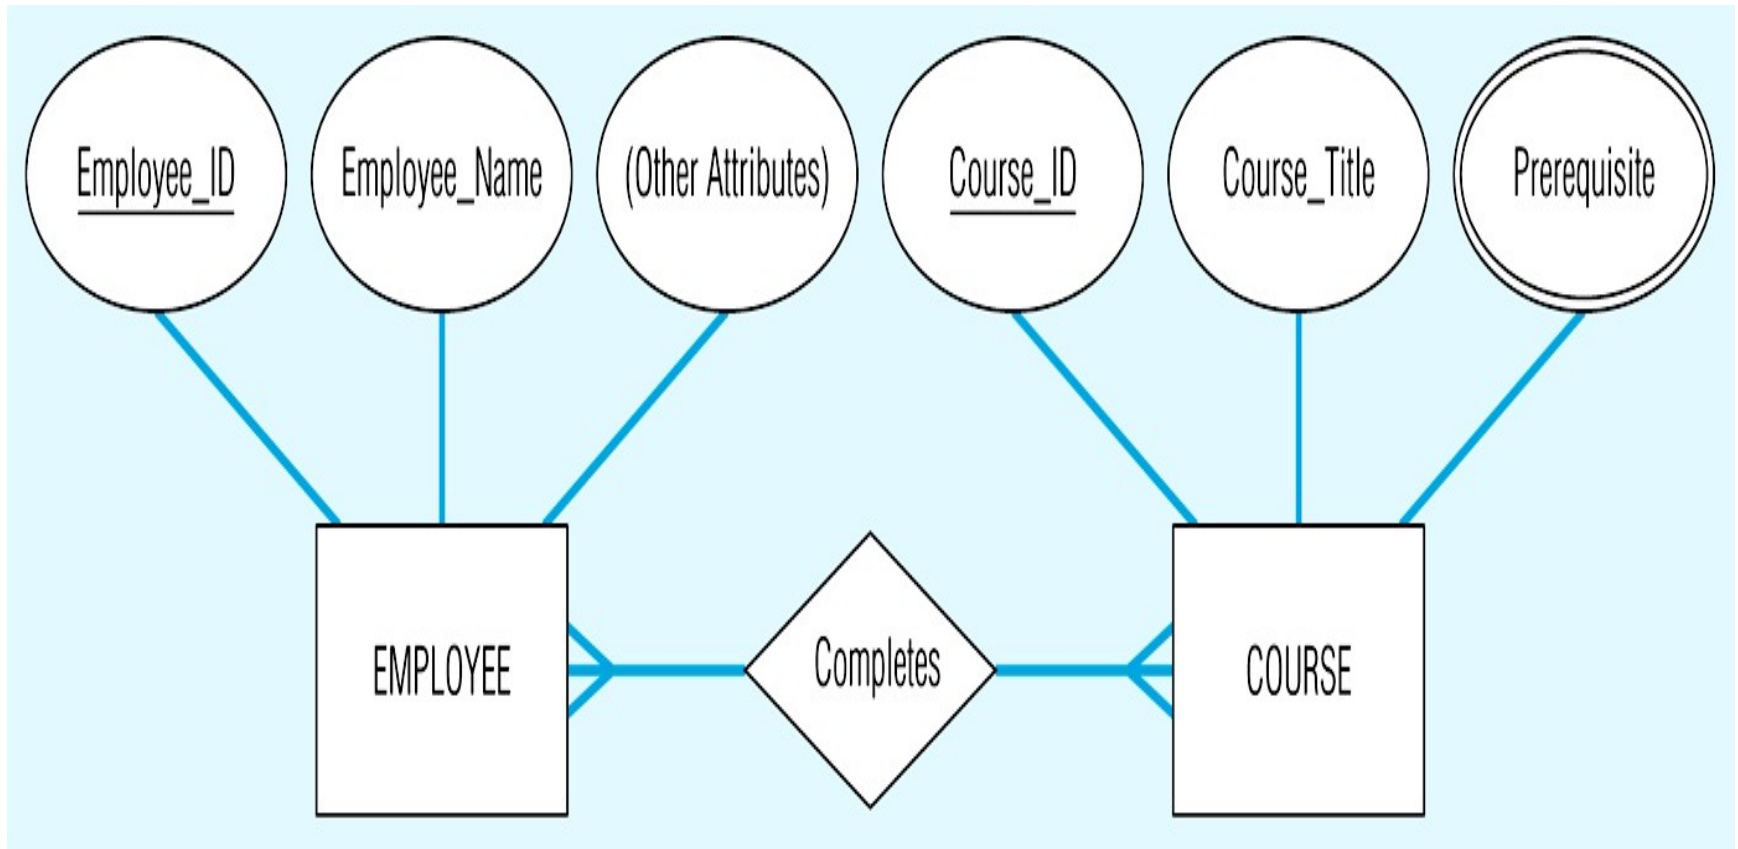 Employee_ID
Employee_Name
(Other Attributes)
Course_ID
Course_Title
Prerequisite
EMPLOYEE
Completes
COURSE